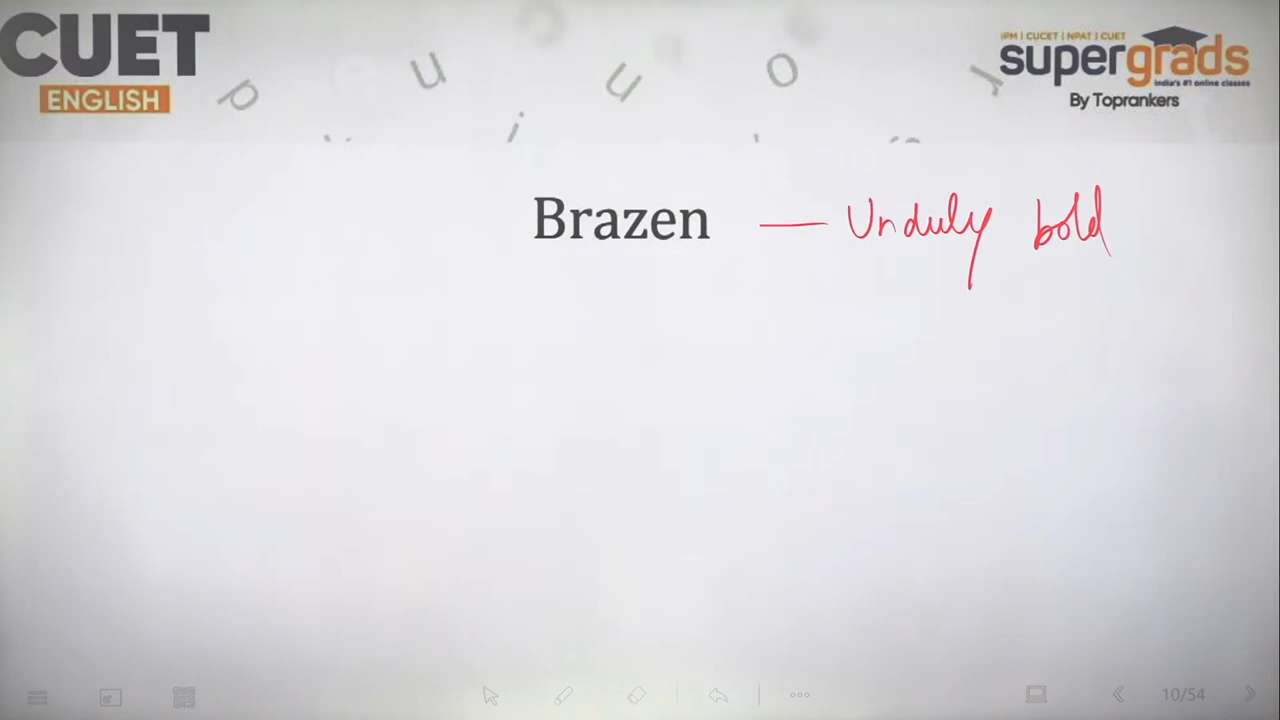 CUET
ENGLISH
IPM | CUCET | NPAT | CUET
supergrads
India's #1 online classes
By Toprankers
Brazen — Unduly bold
10/54